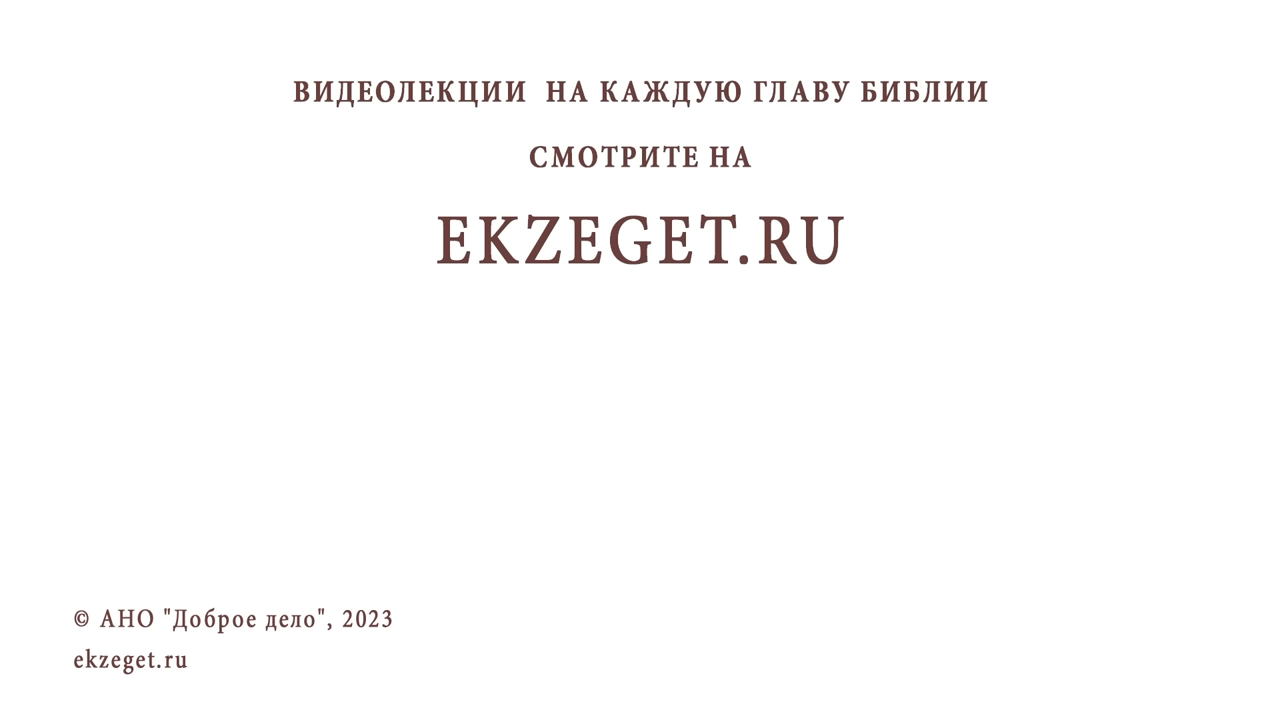 ВИДЕОЛЕКЦИИ НА КАЖДУЮ ГЛАВУ БИБЛИИ
СМОТРИТЕ НА
EKZEGET.RU
© АНО "Доброе дело", 2023
ekzeget.ru